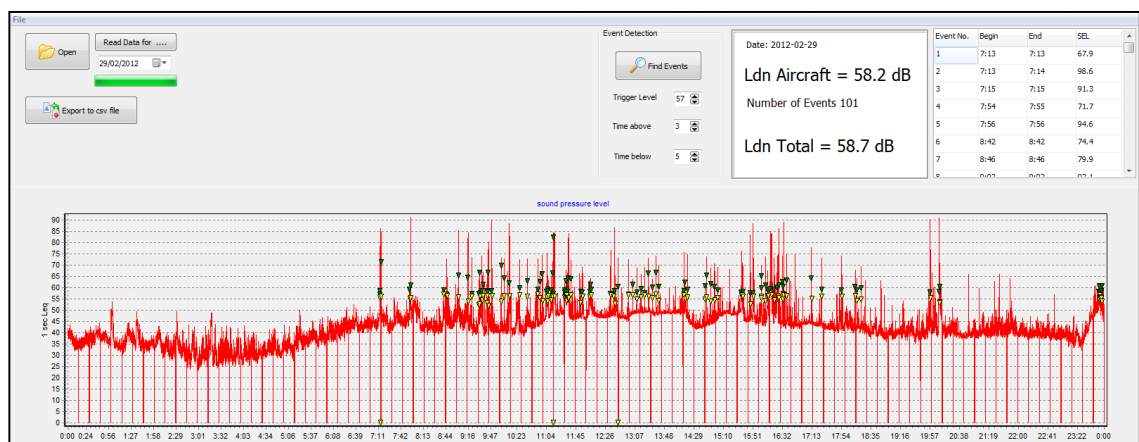 File
Open
Read Data for ....
29/02/2012
Export to csv file
Event Detection
Find Events
Trigger Level 57
Time above 3
Time below 5
Date: 2012-02-29
Ldn Aircraft = 58.2 dB
Number of Events 101
Ldn Total = 58.7 dB
Event No. Begin End SEL
1 7:13 7:13 67.9
2 7:13 7:14 98.6
3 7:15 7:15 91.3
4 7:54 7:55 71.7
5 7:56 7:56 94.6
6 8:42 8:42 74.4
7 8:46 8:46 79.9
sound pressure level
1 sec Leq
90
85
80
75
70
65
60
55
50
45
40
35
30
25
20
15
10
5
0
0:00 0:24 0:56 1:27 1:58 2:29 3:01 3:32 4:03 4:34 5:06 5:37 6:08 6:39 7:11 7:42 8:13 8:44 9:16 9:47 10:23 11:04 11:45 12:26 13:07 13:48 14:29 15:10 15:51 16:32 17:13 17:54 18:35 19:16 19:57 20:38 21:19 22:00 22:41 23:22 0:00